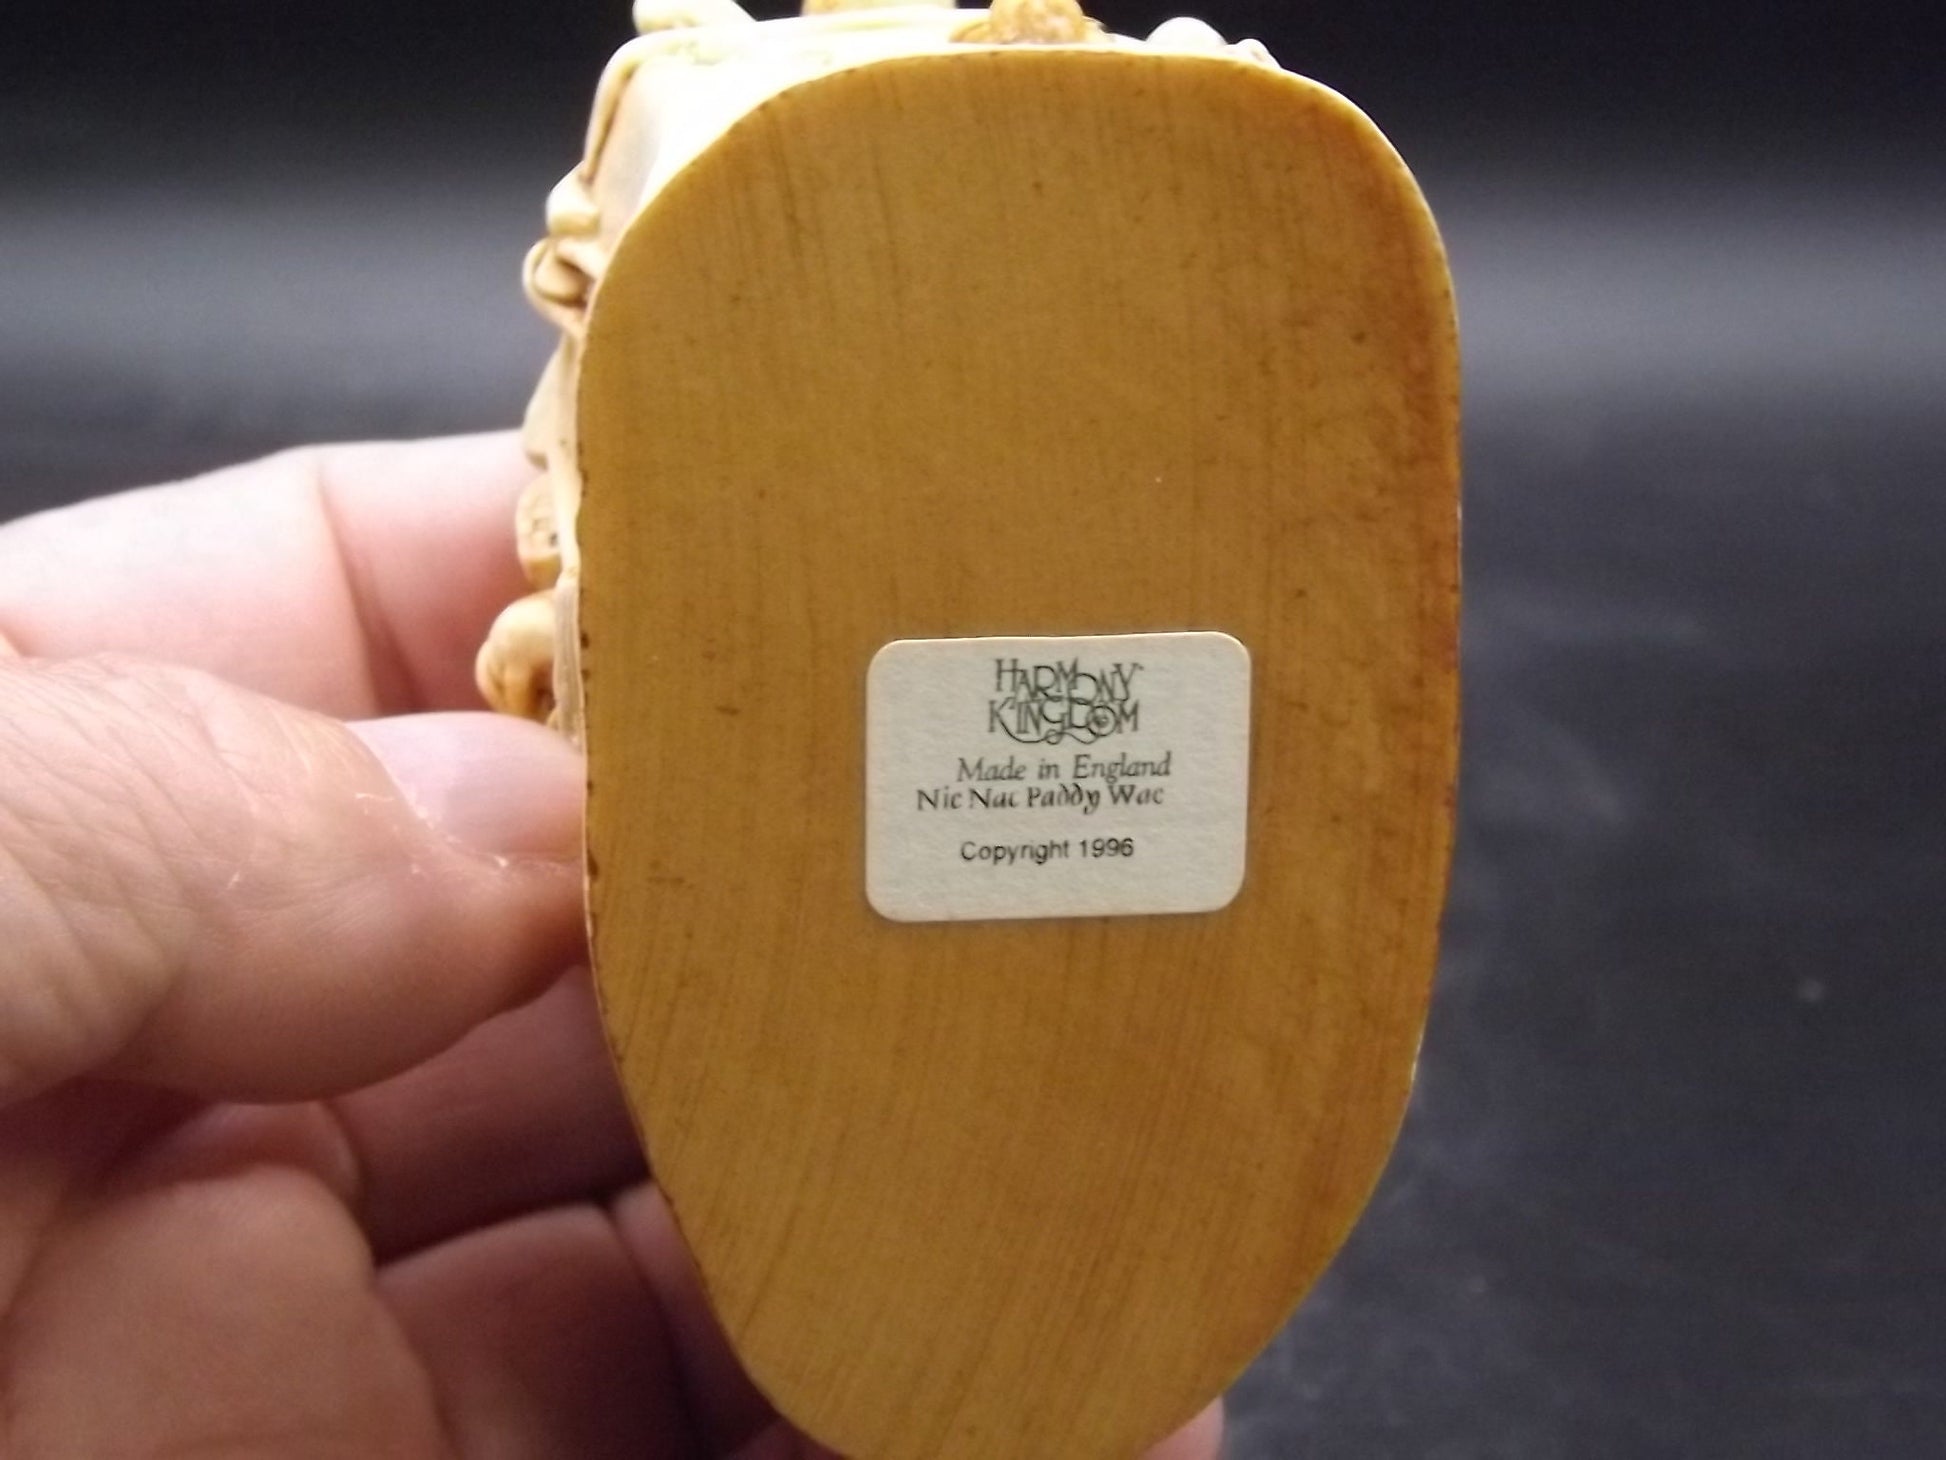 HARMONY
KINGDOM
Made in England
Nic Nac Paddy Wac
Copyright 1996